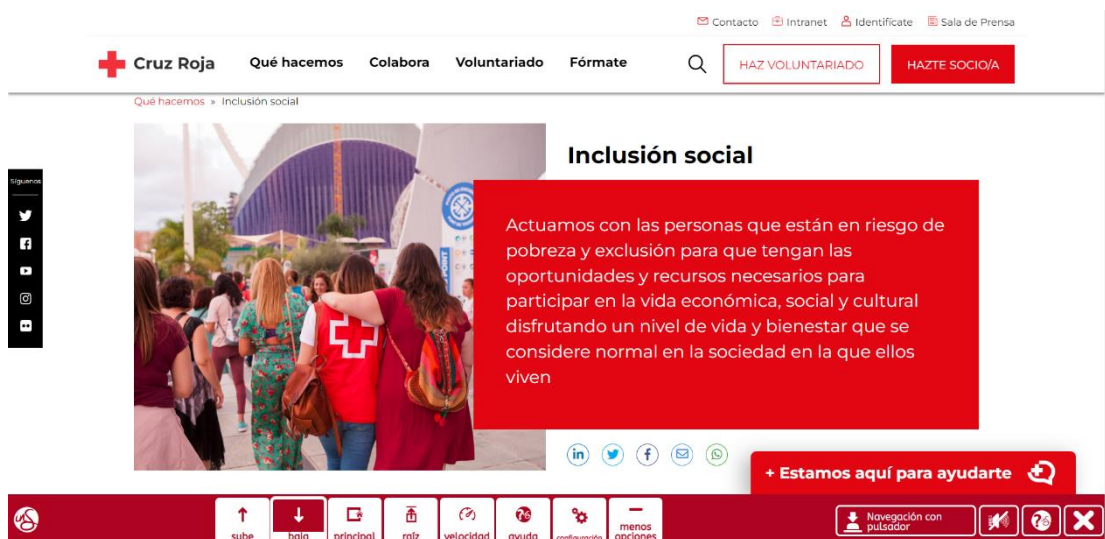 Contacto Intranet Identifícate Sala de Prensa
Cruz Roja Qué hacemos Colabora Voluntariado Fórmate HAZ VOLUNTARIADO HAZTE SOCIO/A
Qué hacemos » Inclusión social
Síguenos
Inclusión social
Actuamos con las personas que están en riesgo de
pobreza y exclusión para que tengan las
oportunidades y recursos necesarios para
participar en la vida económica, social y cultural
disfrutando un nivel de vida y bienestar que se
considere normal en la sociedad en la que ellos
viven
+ Estamos aquí para ayudarte
sube baja principal raíz velocidad ayuda configuración menos
opciones
Navegación con
pulsador